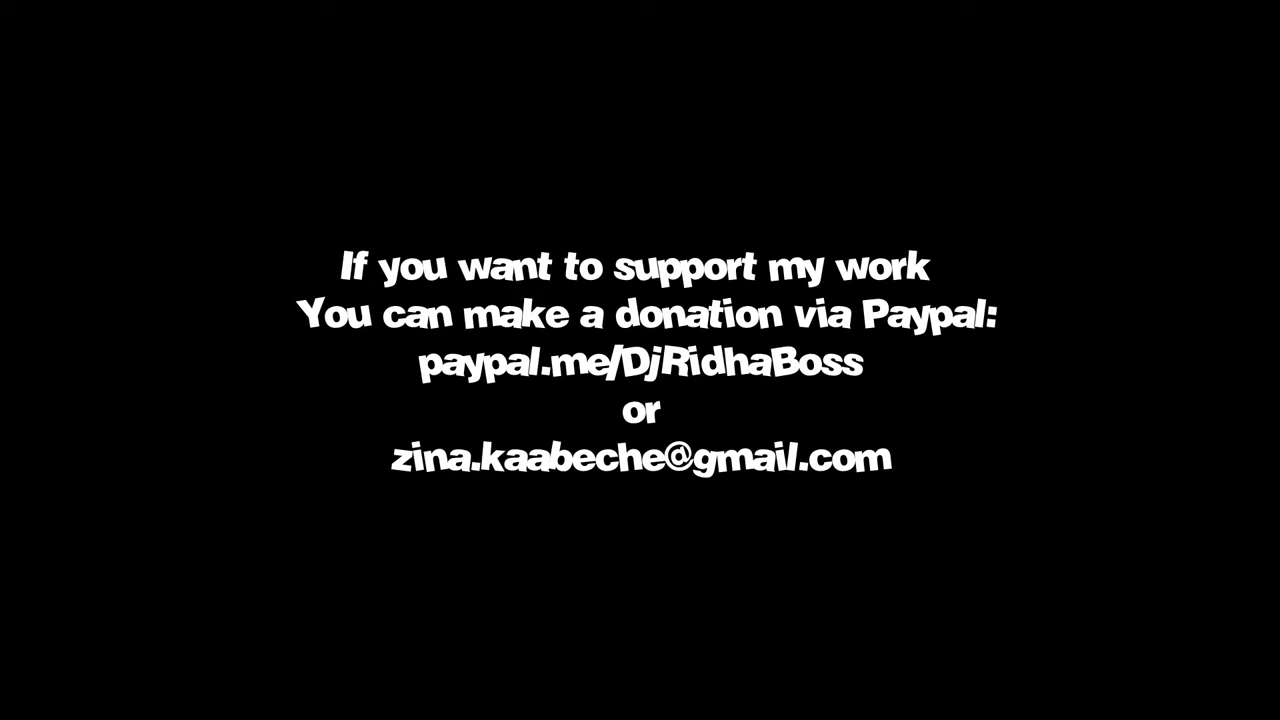 If you want to support my work
You can make a donation via Paypal:
paypal.me/DjRidhaBoss
or
zina.kaabeche@gmail.com